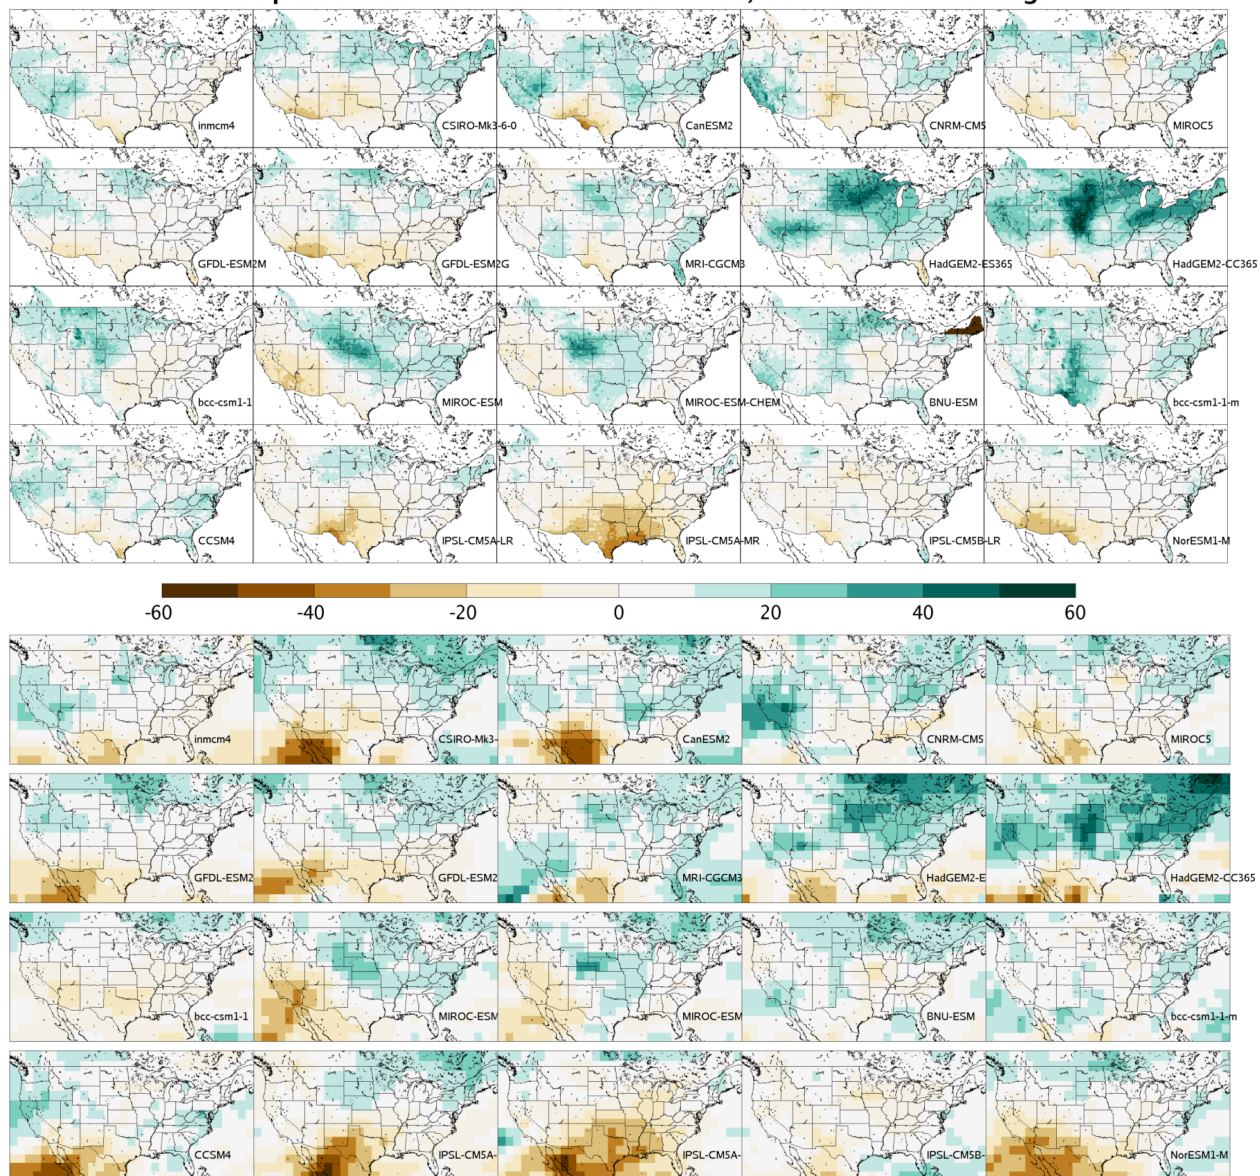 inmcm4
CSIRO-Mk3-6-0
CanESM2
CNRM-CM5
MIROC5
GFDL-ESM2M
GFDL-ESM2G
MRI-CGCM3
HadGEM2-ES365
HadGEM2-CC365
bcc-csm1-1
MIROC-ESM
MIROC-ESM-CHEM
BNU-ESM
bcc-csm1-1-m
CCSM4
IPSL-CM5A-LR
IPSL-CM5A-MR
IPSL-CM5B-LR
NorESM1-M
-60 -40 -20 0 20 40 60
inmcm4
CSIRO-Mk3-
CanESM2
CNRM-CM5
MIROC5
GFDL-ESM2
GFDL-ESM2
MRI-CGCM3
HadGEM2-E
HadGEM2-CC365
bcc-csm1-1
MIROC-ESM
MIROC-ESM
BNU-ESM
bcc-csm1-1-m
CCSM4
IPSL-CM5A-
IPSL-CM5A-
IPSL-CM5B-
NorESM1-M